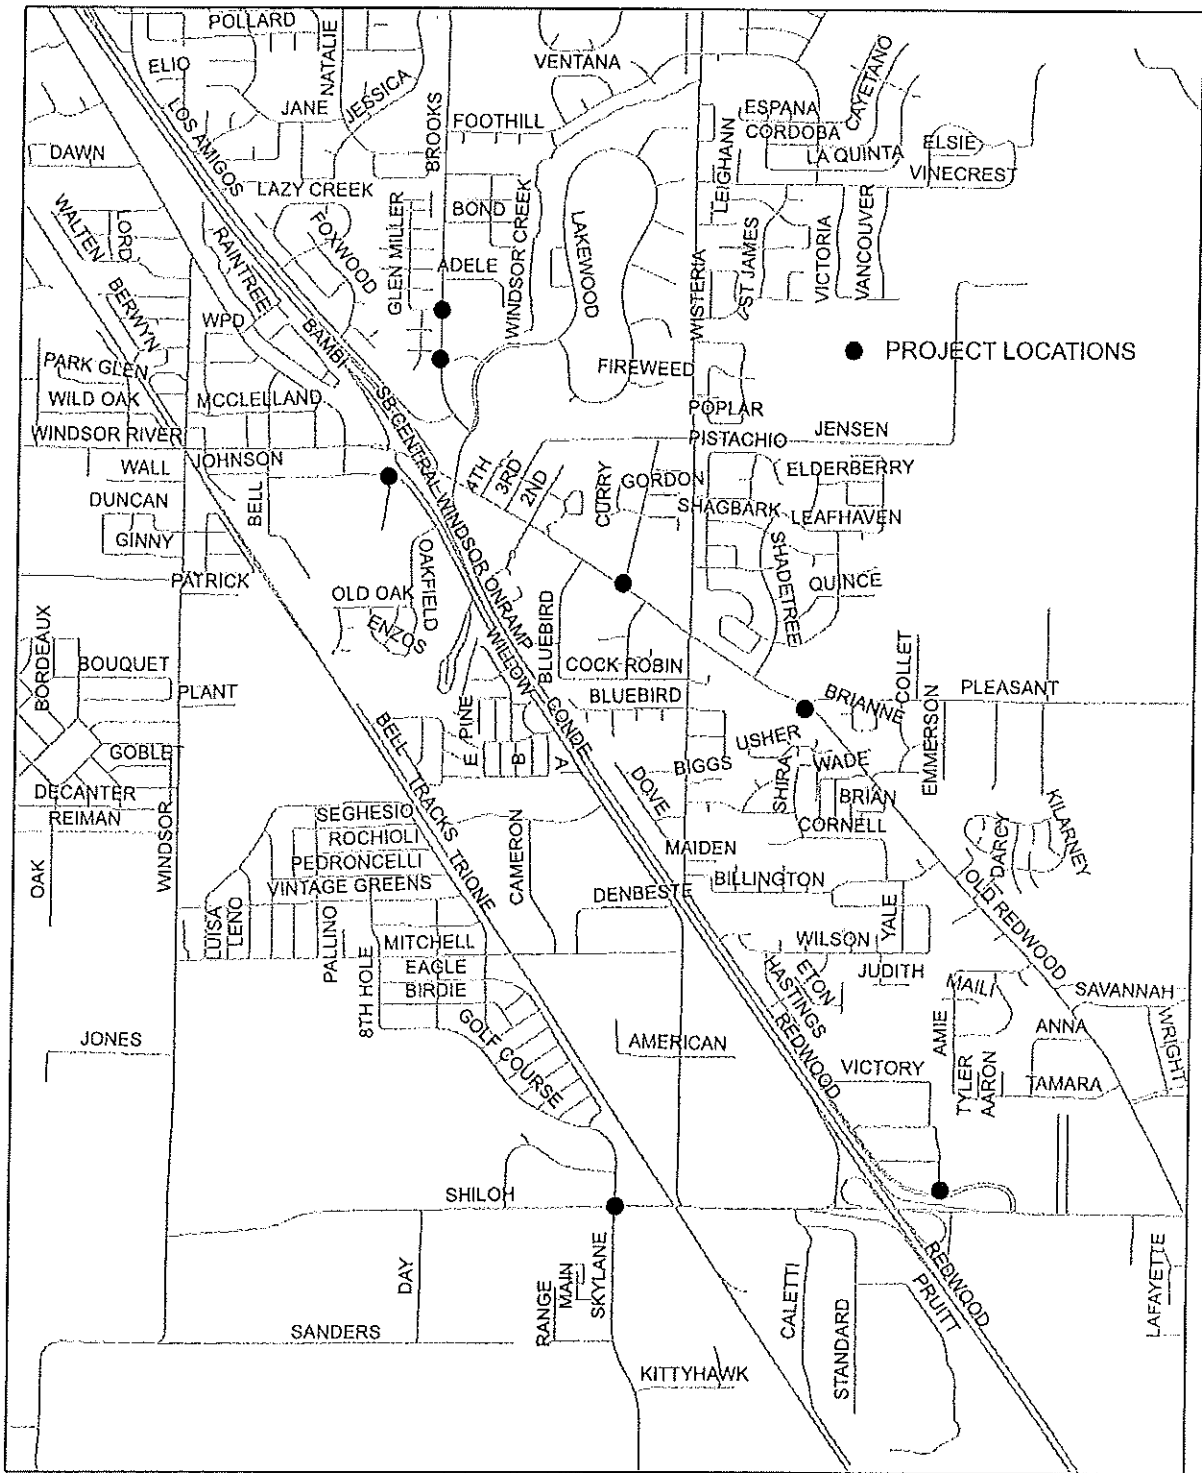 POLLARD
NATALIE
ELIO
JANE
JESSICA
BROOKS
VENTANA
FOOTHILL
ESPANA
CORDOBA
CAYETANO
LA QUINTA
ELSIE
VINECREST
LOS AMIGOS
DAWN
LAZY CREEK
LEIGHANN
WALTEN
LORD
RAINTREE
FOXWOOD
GLEN MILLER
BOND
ADELE
WINDSOR CREEK
LAKEWOOD
WISTERIA
ST JAMES
VICTORIA
VANCOUVER
BERWYN
WPD
BAMBI
PROJECT LOCATIONS
PARK GLEN
FIREWEED
WILD OAK
MCCLELLAND
SB CENTRAL WINDSOR ONRAMP
POPLAR
WINDSOR RIVER
PISTACHIO
JENSEN
WALL
JOHNSON
4TH
3RD
2ND
CURRY
GORDON
ELDERBERRY
DUNCAN
BELL
SHAGBARK
LEAFHAVEN
GINNY
OAKFIELD
SHADETREE
PATRICK
OLD OAK
QUINCE
ENZOS
WILLOW
BLUEBIRD
BORDEAUX
BOUQUET
COCK ROBIN
COLLET
PLANT
BLUEBIRD
BRIANNE
EMMERSON
PLEASANT
PINE
CONDE
GOBLET
BELL
E
B
A
USHER
BIGGS
SHIRA
WADE
DECANTER
TRACKS
DOVE
BRIAN
REIMAN
SEGHESIO
CORNELL
KILARNEY
WINDSOR
ROCHIOLI
CAMERON
MAIDEN
DARCY
OAK
PEDRONCELLI
TRIONE
VINTAGE GREENS
DENBESTE
BILLINGTON
OLD REDWOOD
LUISA
LENO
PALLINO
YALE
MITCHELL
WILSON
EAGLE
ETON
JUDITH
8TH HOLE
BIRDIE
HASTINGS
MAILI
SAVANNAH
GOLF COURSE
REDWOOD
AMIE
ANNA
WRIGHT
JONES
AMERICAN
VICTORY
TYLER
AARON
TAMARA
SHILOH
DAY
RANGE
MAIN
SKYLANE
CALETTI
REDWOOD
PRUITT
LAFAYETTE
SANDERS
STANDARD
KITTYHAWK